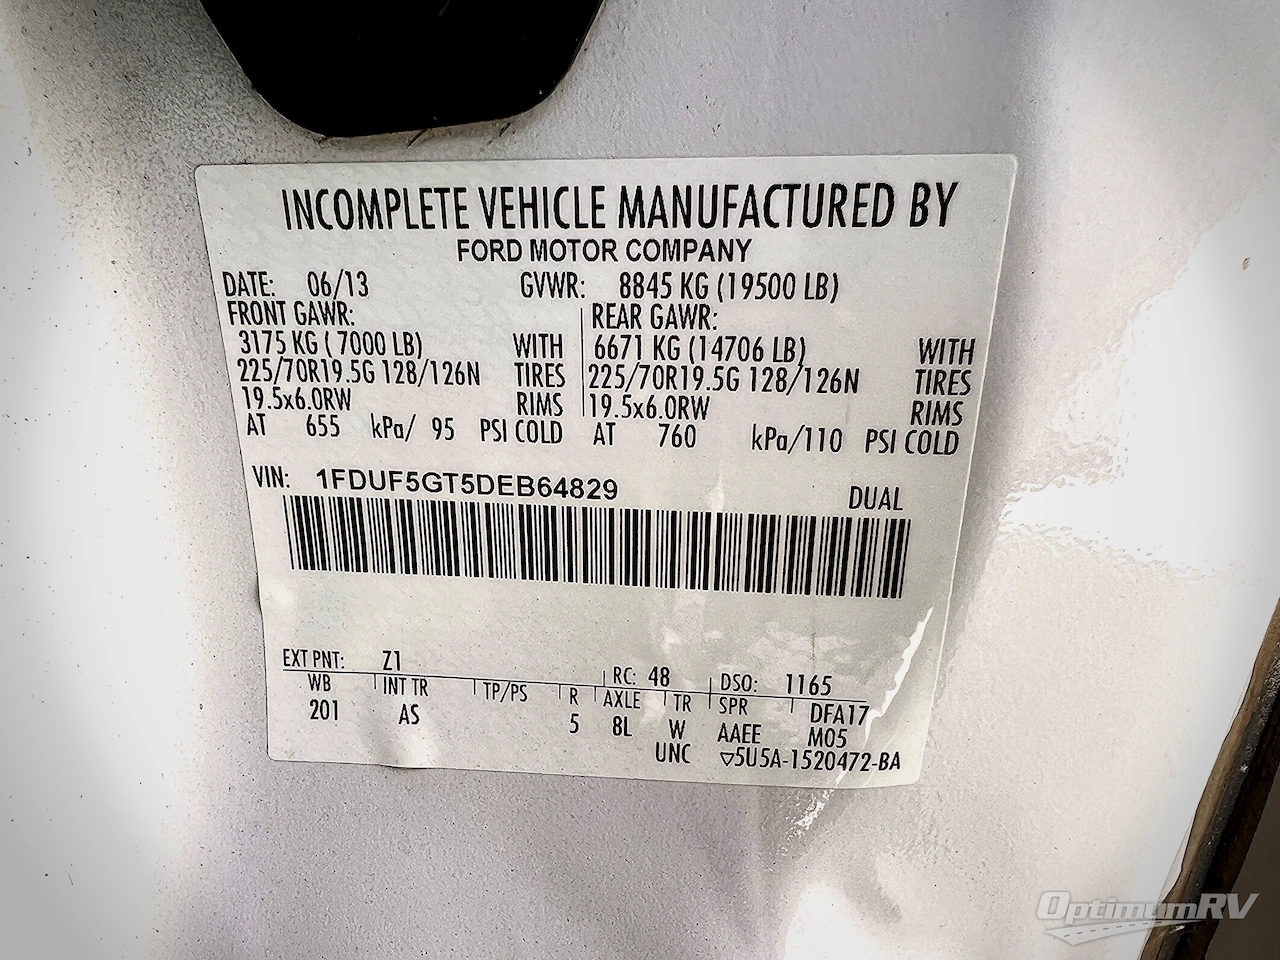 INCOMPLETE VEHICLE MANUFACTURED BY
FORD MOTOR COMPANY
DATE: 06/13 GVWR: 8845 KG (19500 LB)
FRONT GAWR: REAR GAWR:
3175 KG ( 7000 LB) WITH 6671 KG (14706 LB) WITH
225/70R19.5G 128/126N TIRES 225/70R19.5G 128/126N TIRES
19.5x6.0RW RIMS 19.5x6.0RW RIMS
AT 655 kPa/ 95 PSI COLD AT 760 kPa/110 PSI COLD
VIN: 1FDUF5GT5DEB64829 DUAL
EXT PNT: Z1 RC: 48 DSO: 1165
WB INT TR TP/PS R AXLE TR SPR DFA17
201 AS 5 8L W AAEE M05
UNC ▽5U5A-1520472-BA
OptimumRV